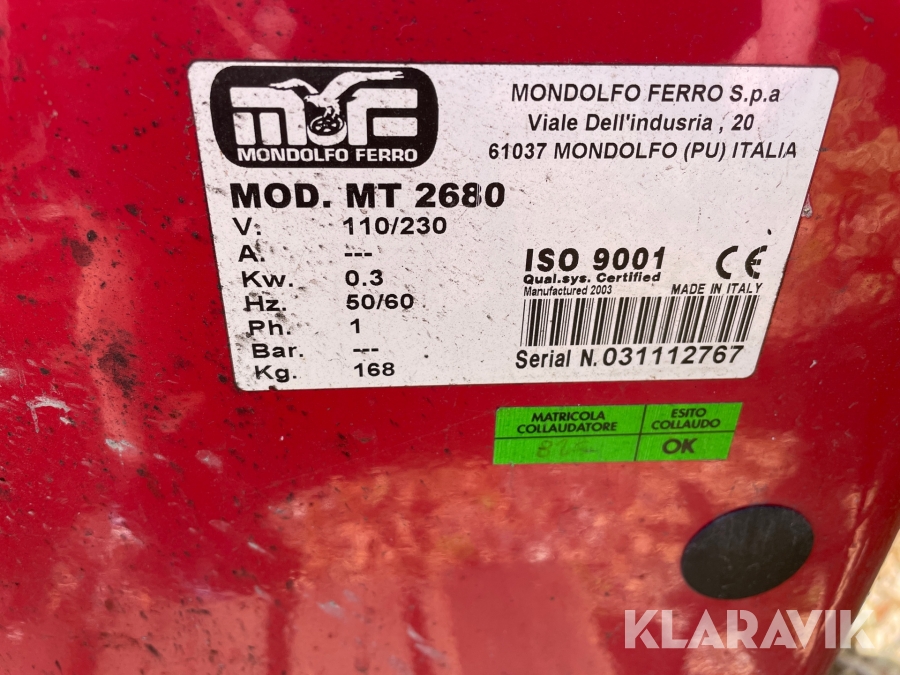 MF
MONDOLFO FERRO
MONDOLFO FERRO S.p.a
Viale Dell'indusria , 20
61037 MONDOLFO (PU) ITALIA
MOD. MT 2680
V. 110/230
A. ---
Kw. 0.3
Hz. 50/60
Ph. 1
Bar. ---
Kg. 168
ISO 9001
Qual.sys. Certified
Manufactured 2003
CE
MADE IN ITALY
Serial N.031112767
MATRICOLA
COLLAUDATORE
ESITO
COLLAUDO
OK
KLARAVIK